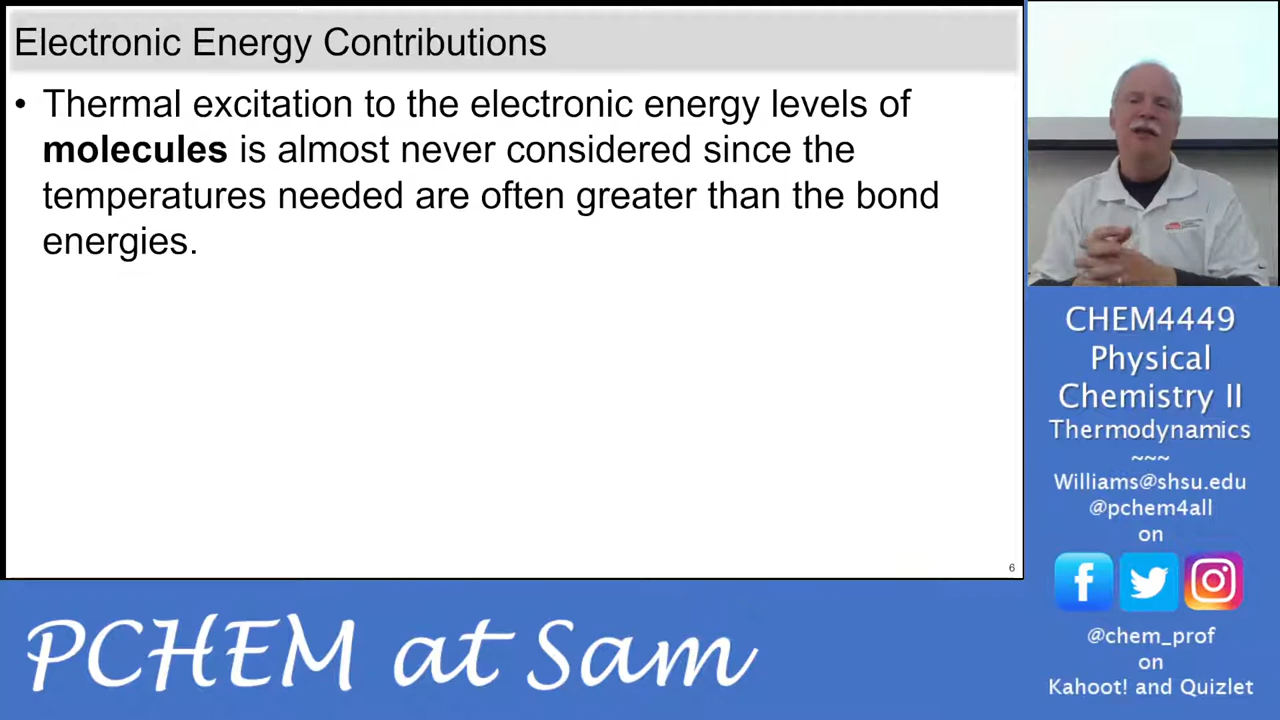 Electronic Energy Contributions
• Thermal excitation to the electronic energy levels of
molecules is almost never considered since the
temperatures needed are often greater than the bond
energies.
6
CHEM4449
Physical
Chemistry II
Thermodynamics
~~~
Williams@shsu.edu
@pchem4all
on
@chem_prof
on
Kahoot! and Quizlet
PCHEM at Sam